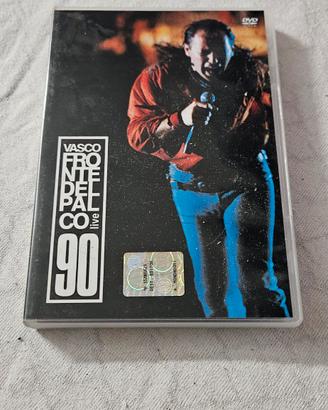 DVD
VASCO
FRO
NTE
DEL
PAL
CO
live
90